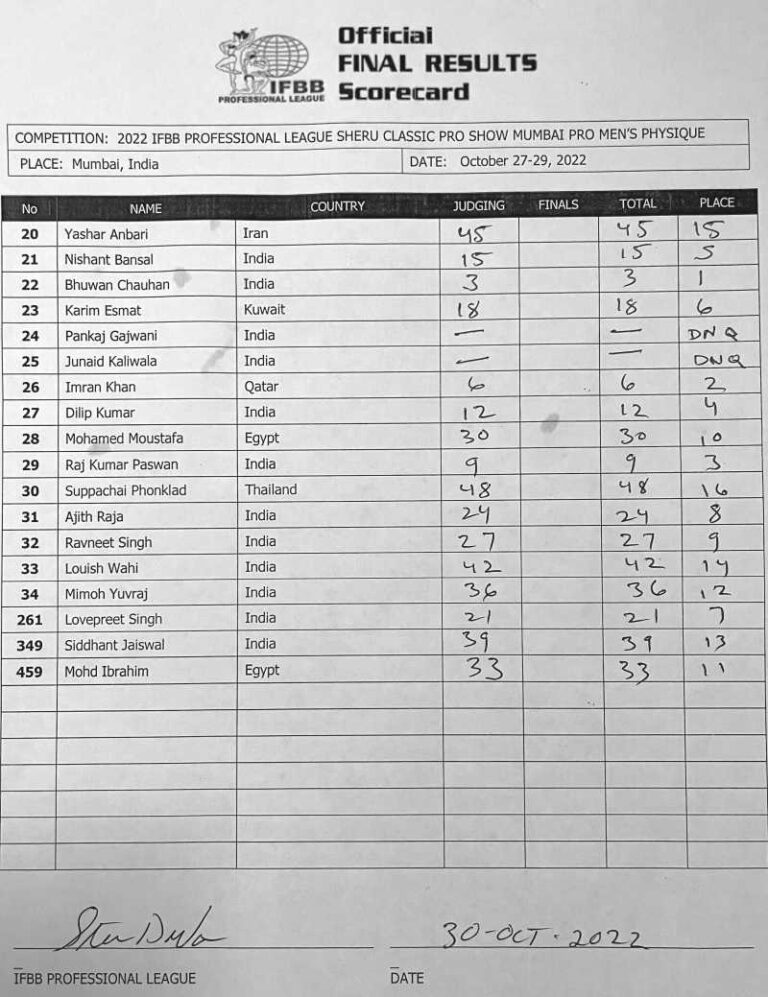 Official
FINAL RESULTS
Scorecard
IFBB
PROFESSIONAL LEAGUE
COMPETITION: 2022 IFBB PROFESSIONAL LEAGUE SHERU CLASSIC PRO SHOW MUMBAI PRO MEN'S PHYSIQUE
PLACE: Mumbai, India DATE: October 27-29, 2022
No NAME COUNTRY JUDGING FINALS TOTAL PLACE
20 Yashar Anbari Iran 45 45 15
21 Nishant Bansal India 15 15 5
22 Bhuwan Chauhan India 3 3 1
23 Karim Esmat Kuwait 18 18 6
24 Pankaj Gajwani India — — DNQ
25 Junaid Kaliwala India — — DNQ
26 Imran Khan Qatar 6 6 2
27 Dilip Kumar India 12 12 4
28 Mohamed Moustafa Egypt 30 30 10
29 Raj Kumar Paswan India 9 9 3
30 Suppachai Phonklad Thailand 48 48 16
31 Ajith Raja India 24 24 8
32 Ravneet Singh India 27 27 9
33 Louish Wahi India 42 42 14
34 Mimoh Yuvraj India 36 36 12
261 Lovepreet Singh India 21 21 7
349 Siddhant Jaiswal India 39 39 13
459 Mohd Ibrahim Egypt 33 33 11
30-OCT.2022
IFBB PROFESSIONAL LEAGUE DATE